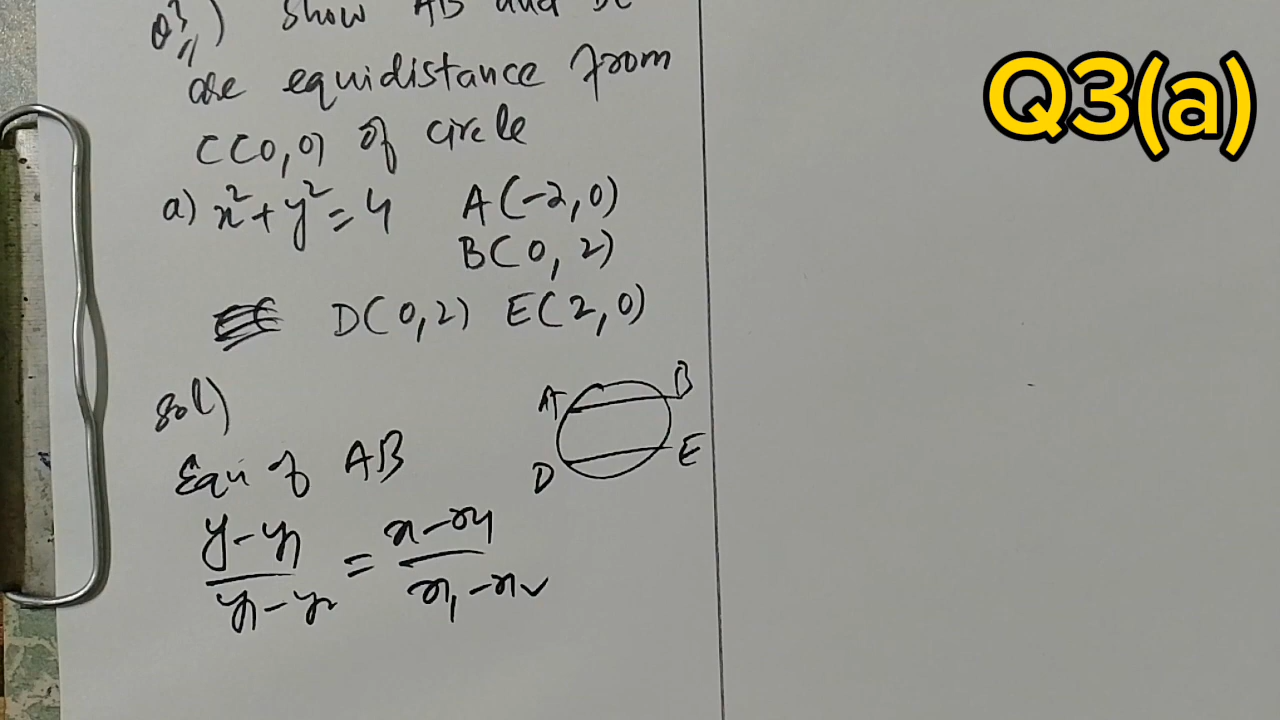 Q3) Show AB and DE
are equidistance from
C(0,0) of circle
a) x²+y²=4 A(-2,0)
B(0,2)
D(0,2) E(2,0)
sol)
Equ of AB
y-y1/y1-y2 = x-x1/x1-x2
A B
D E
Q3(a)